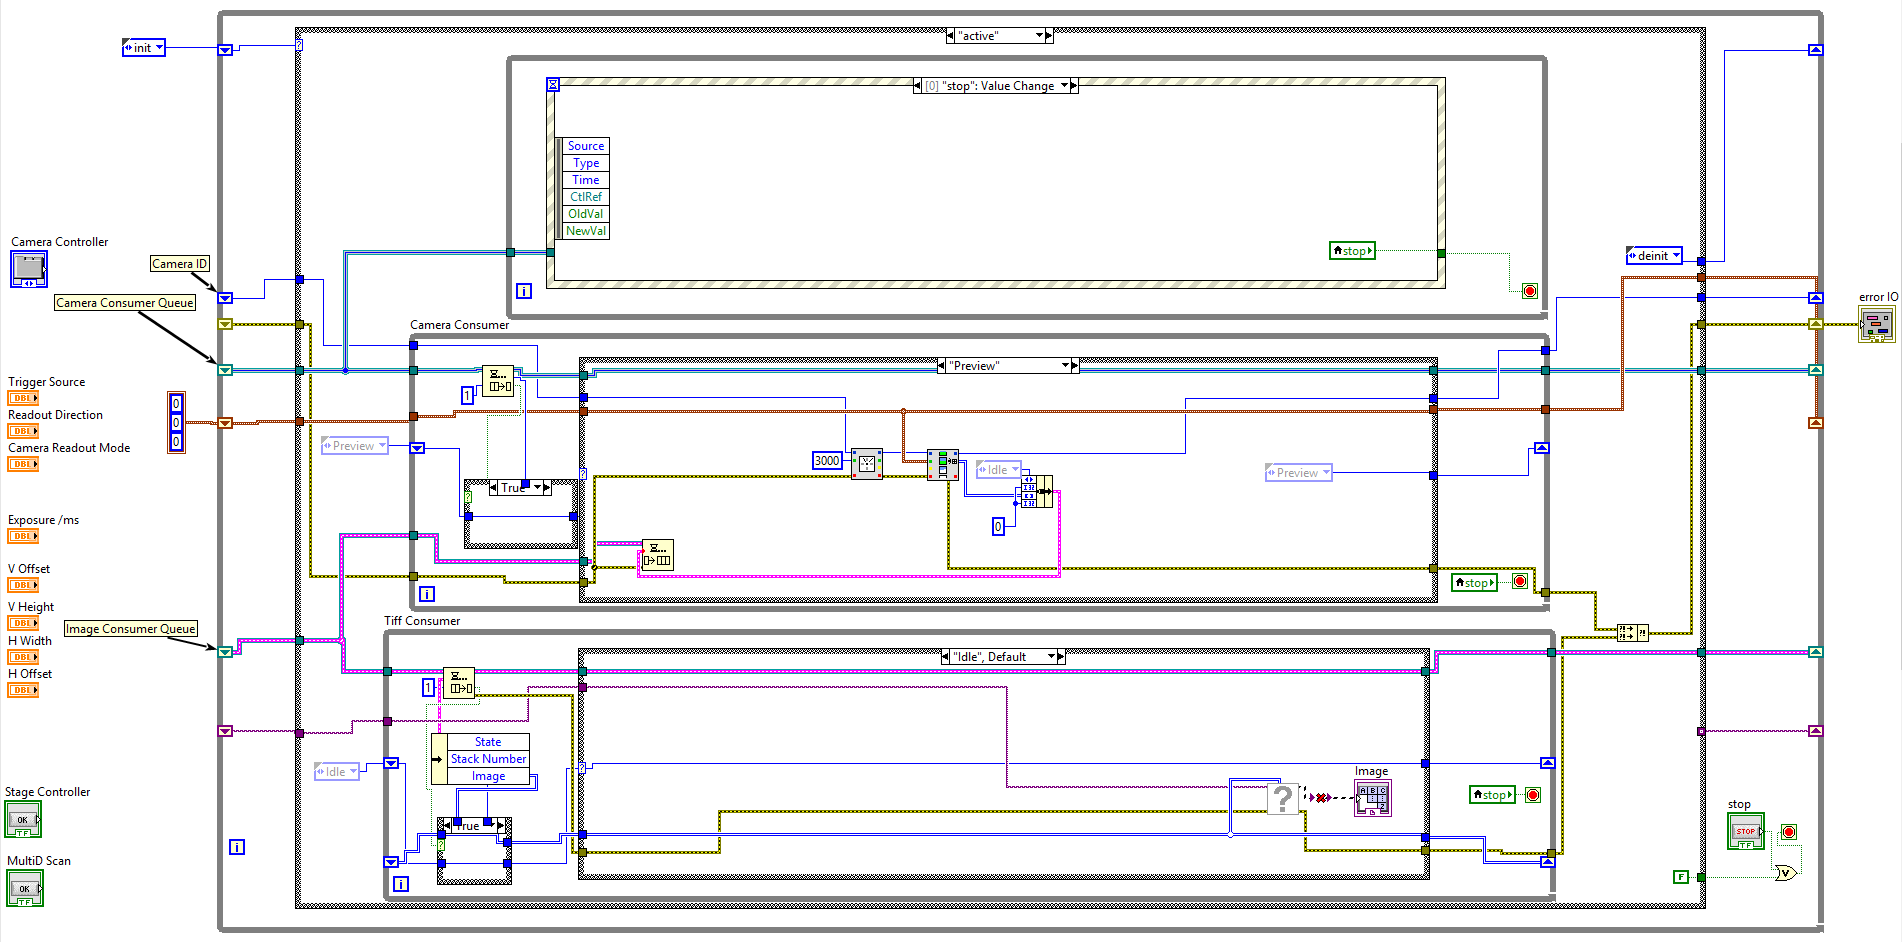 init
"active"
[0] "stop": Value Change
Source
Type
Time
CtlRef
OldVal
NewVal
stop
i
deinit
Camera Controller
Camera ID
Camera Consumer Queue
error IO
Camera Consumer
"Preview"
1
Trigger Source
DBL
Readout Direction
DBL
Camera Readout Mode
DBL
0
0
0
Preview
True
3000
Idle
0
Preview
Exposure /ms
DBL
V Offset
DBL
V Height
DBL
H Width
DBL
H Offset
DBL
stop
i
Image Consumer Queue
Tiff Consumer
"Idle", Default
1
State
Stack Number
Image
Idle
True
?
Image
stop
i
Stage Controller
OK
TF
MultiD Scan
OK
TF
i
stop
STOP
TF
F
V